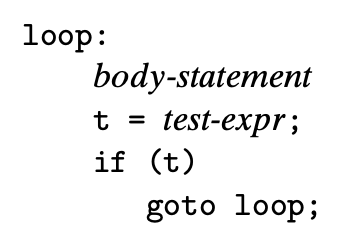 loop:
body-statement
t = test-expr;
if (t)
goto loop;